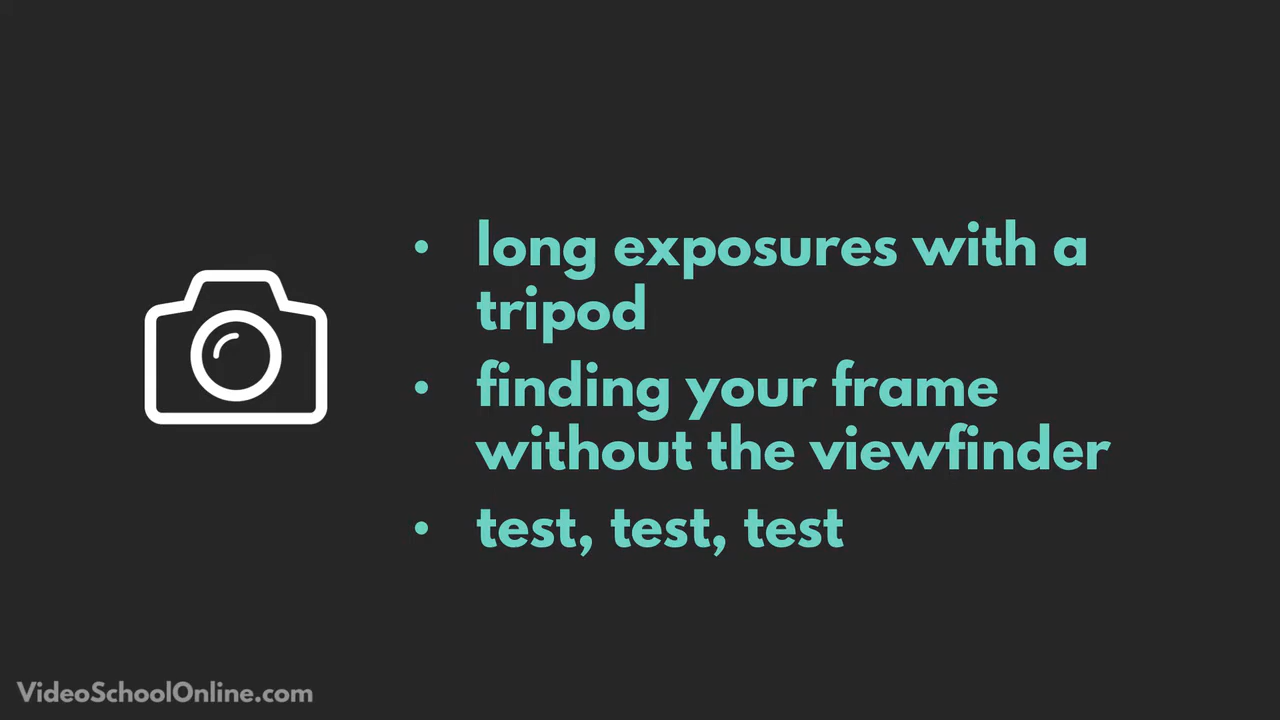 • long exposures with a
tripod
• finding your frame
without the viewfinder
• test, test, test
VideoSchoolOnline.com